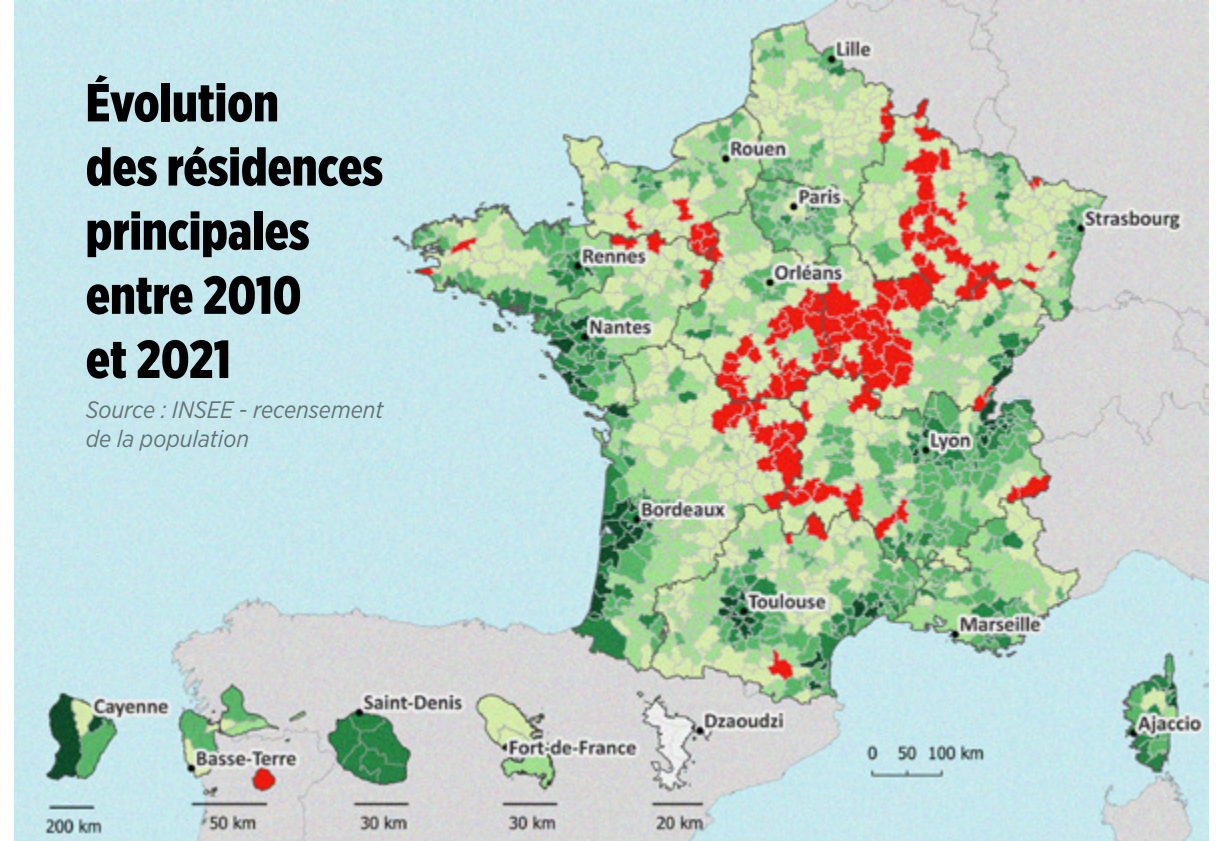 Évolution
des résidences
principales
entre 2010
et 2021
Source : INSEE - recensement
de la population
Lille
Rouen
Paris
Strasbourg
Rennes
Orléans
Nantes
Lyon
Bordeaux
Toulouse
Marseille
Cayenne
Saint-Denis
Dzaoudzi
Ajaccio
Fort-de-France
Basse-Terre
0 50 100 km
200 km
50 km
30 km
30 km
20 km